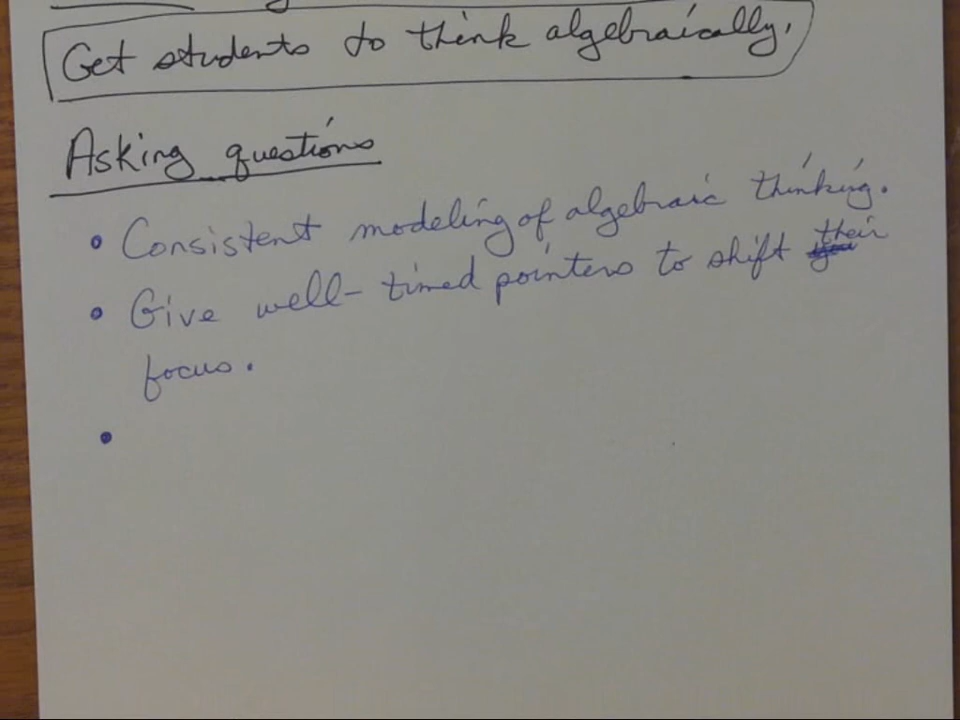 Get students to think algebraically.
Asking questions
• Consistent modeling of algebraic thinking.
• Give well-timed pointers to shift their
focus.
•